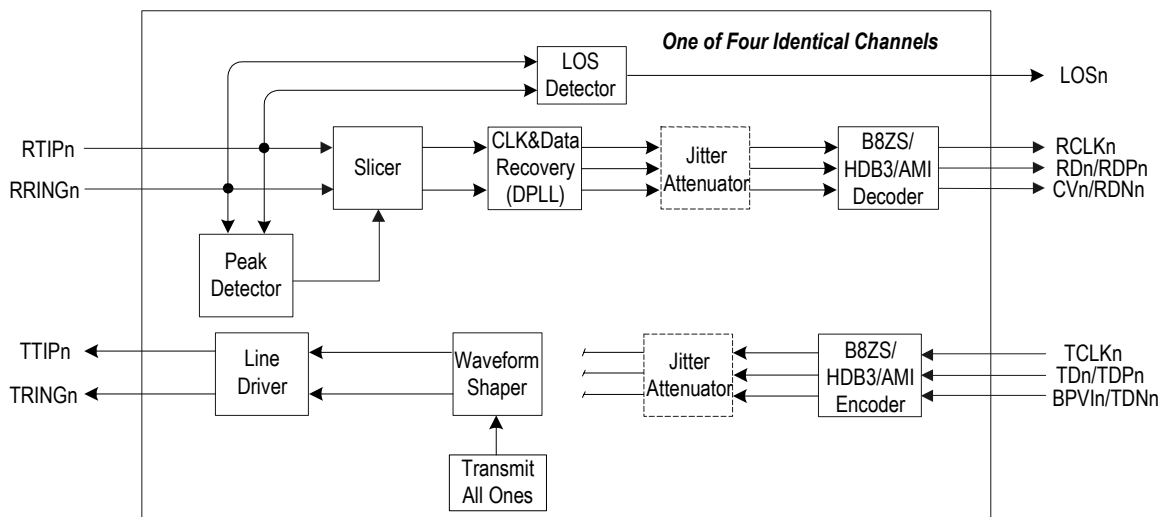 One of Four Identical Channels
LOS
Detector
LOSn
RTIPn
RRINGn
Slicer
CLK&Data
Recovery
(DPLL)
Jitter
Attenuator
B8ZS/
HDB3/AMI
Decoder
RCLKn
RDn/RDPn
CVn/RDNn
Peak
Detector
TTIPn
TRINGn
Line
Driver
Waveform
Shaper
Jitter
Attenuator
B8ZS/
HDB3/AMI
Encoder
TCLKn
TDn/TDPn
BPVIn/TDNn
Transmit
All Ones